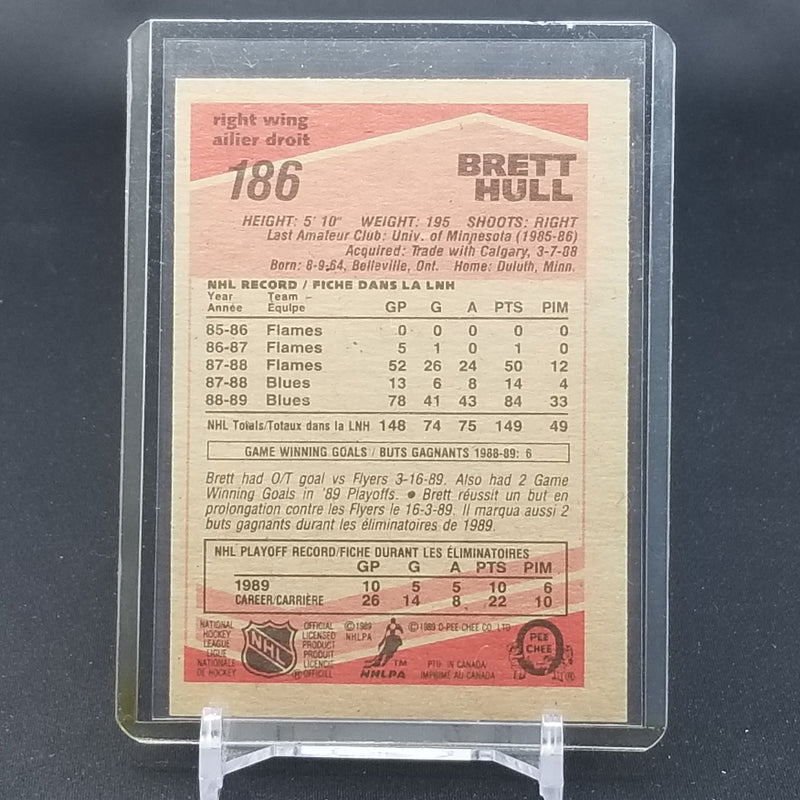 right wing
ailier droit
186
BRETT
HULL
HEIGHT: 5' 10" WEIGHT: 195 SHOOTS: RIGHT
Last Amateur Club: Univ. of Minnesota (1985-86)
Acquired: Trade with Calgary, 3-7-88
Born: 8-9-64, Belleville, Ont. Home: Duluth, Minn.
NHL RECORD / FICHE DANS LA LNH
Year Team
Année Équipe GP G A PTS PIM
85-86 Flames 0 0 0 0 0
86-87 Flames 5 1 0 1 0
87-88 Flames 52 26 24 50 12
87-88 Blues 13 6 8 14 4
88-89 Blues 78 41 43 84 33
NHL Totals/Totaux dans la LNH 148 74 75 149 49
GAME WINNING GOALS / BUTS GAGNANTS 1988-89: 6
Brett had O/T goal vs Flyers 3-16-89. Also had 2 Game
Winning Goals in '89 Playoffs. ● Brett réussit un but en
prolongation contre les Flyers le 16-3-89. Il marqua aussi 2
buts gagnants durant les éliminatoires de 1989.
NHL PLAYOFF RECORD/FICHE DURANT LES ÉLIMINATOIRES
GP G A PTS PIM
1989 10 5 5 10 6
CAREER/CARRIÈRE 26 14 8 22 10
NATIONAL
HOCKEY
LEAGUE
LIGUE
NATIONALE
DE HOCKEY
NHL
OFFICIAL
LICENSED
PRODUCT
PRODUIT
LICENCIÉ
OFFICIEL
©1989
NHLPA
TM
NHLPA
©1989 O-PEE-CHEE CO. LTD.
PTD. IN CANADA
IMPRIMÉ AU CANADA
O
PEE
CHEE
®